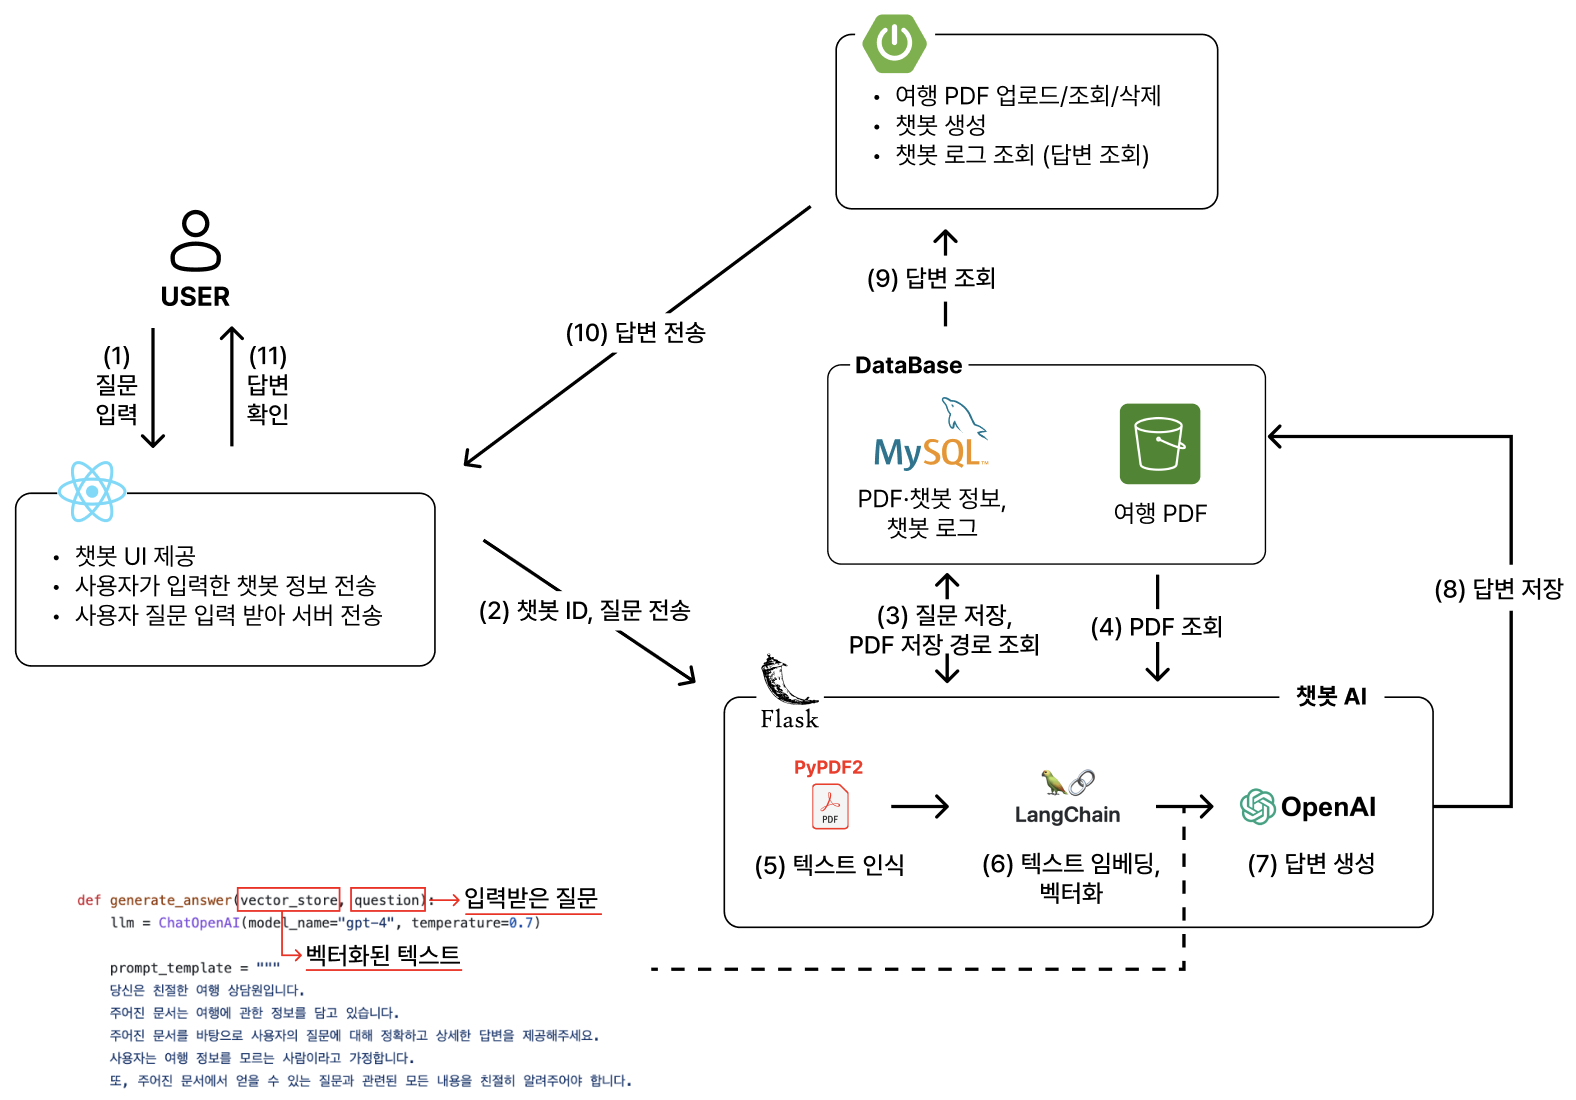 • 여행 PDF 업로드/조회/삭제
• 챗봇 생성
• 챗봇 로그 조회 (답변 조회)
USER
(1)
질문
입력
(11)
답변
확인
(10) 답변 전송
(9) 답변 조회
DataBase
MySQL™
PDF·챗봇 정보,
챗봇 로그
여행 PDF
• 챗봇 UI 제공
• 사용자가 입력한 챗봇 정보 전송
• 사용자 질문 입력 받아 서버 전송
(2) 챗봇 ID, 질문 전송
(3) 질문 저장,
PDF 저장 경로 조회
(4) PDF 조회
(8) 답변 저장
Flask
챗봇 AI
PyPDF2
PDF
(5) 텍스트 인식
LangChain
(6) 텍스트 임베딩,
벡터화
OpenAI
(7) 답변 생성
def generate_answer(vector_store, question):
입력받은 질문
llm = ChatOpenAI(model_name="gpt-4", temperature=0.7)
벡터화된 텍스트
prompt_template = """
당신은 친절한 여행 상담원입니다.
주어진 문서는 여행에 관한 정보를 담고 있습니다.
주어진 문서를 바탕으로 사용자의 질문에 대해 정확하고 상세한 답변을 제공해주세요.
사용자는 여행 정보를 모르는 사람이라고 가정합니다.
또, 주어진 문서에서 얻을 수 있는 질문과 관련된 모든 내용을 친절히 알려주어야 합니다.